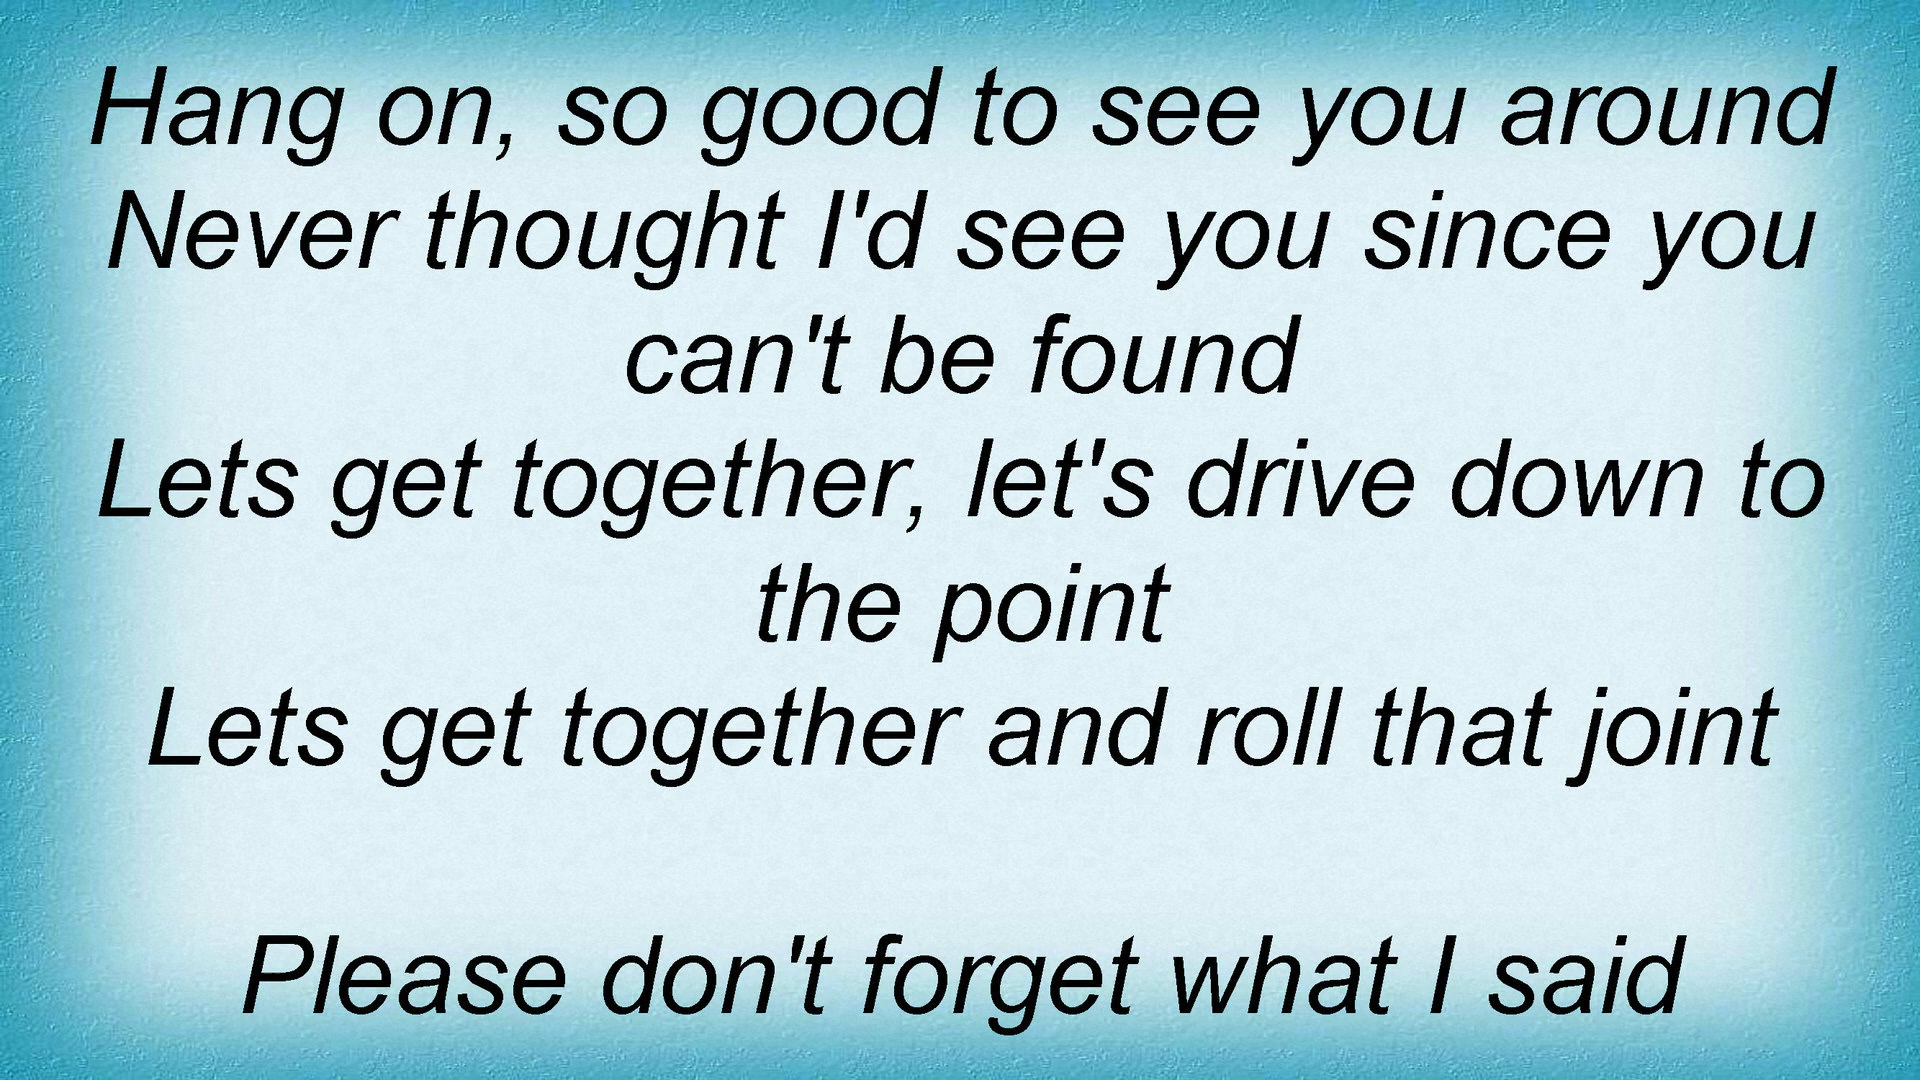 Hang on, so good to see you around
Never thought I'd see you since you
can't be found
Lets get together, let's drive down to
the point
Lets get together and roll that joint
Please don't forget what I said